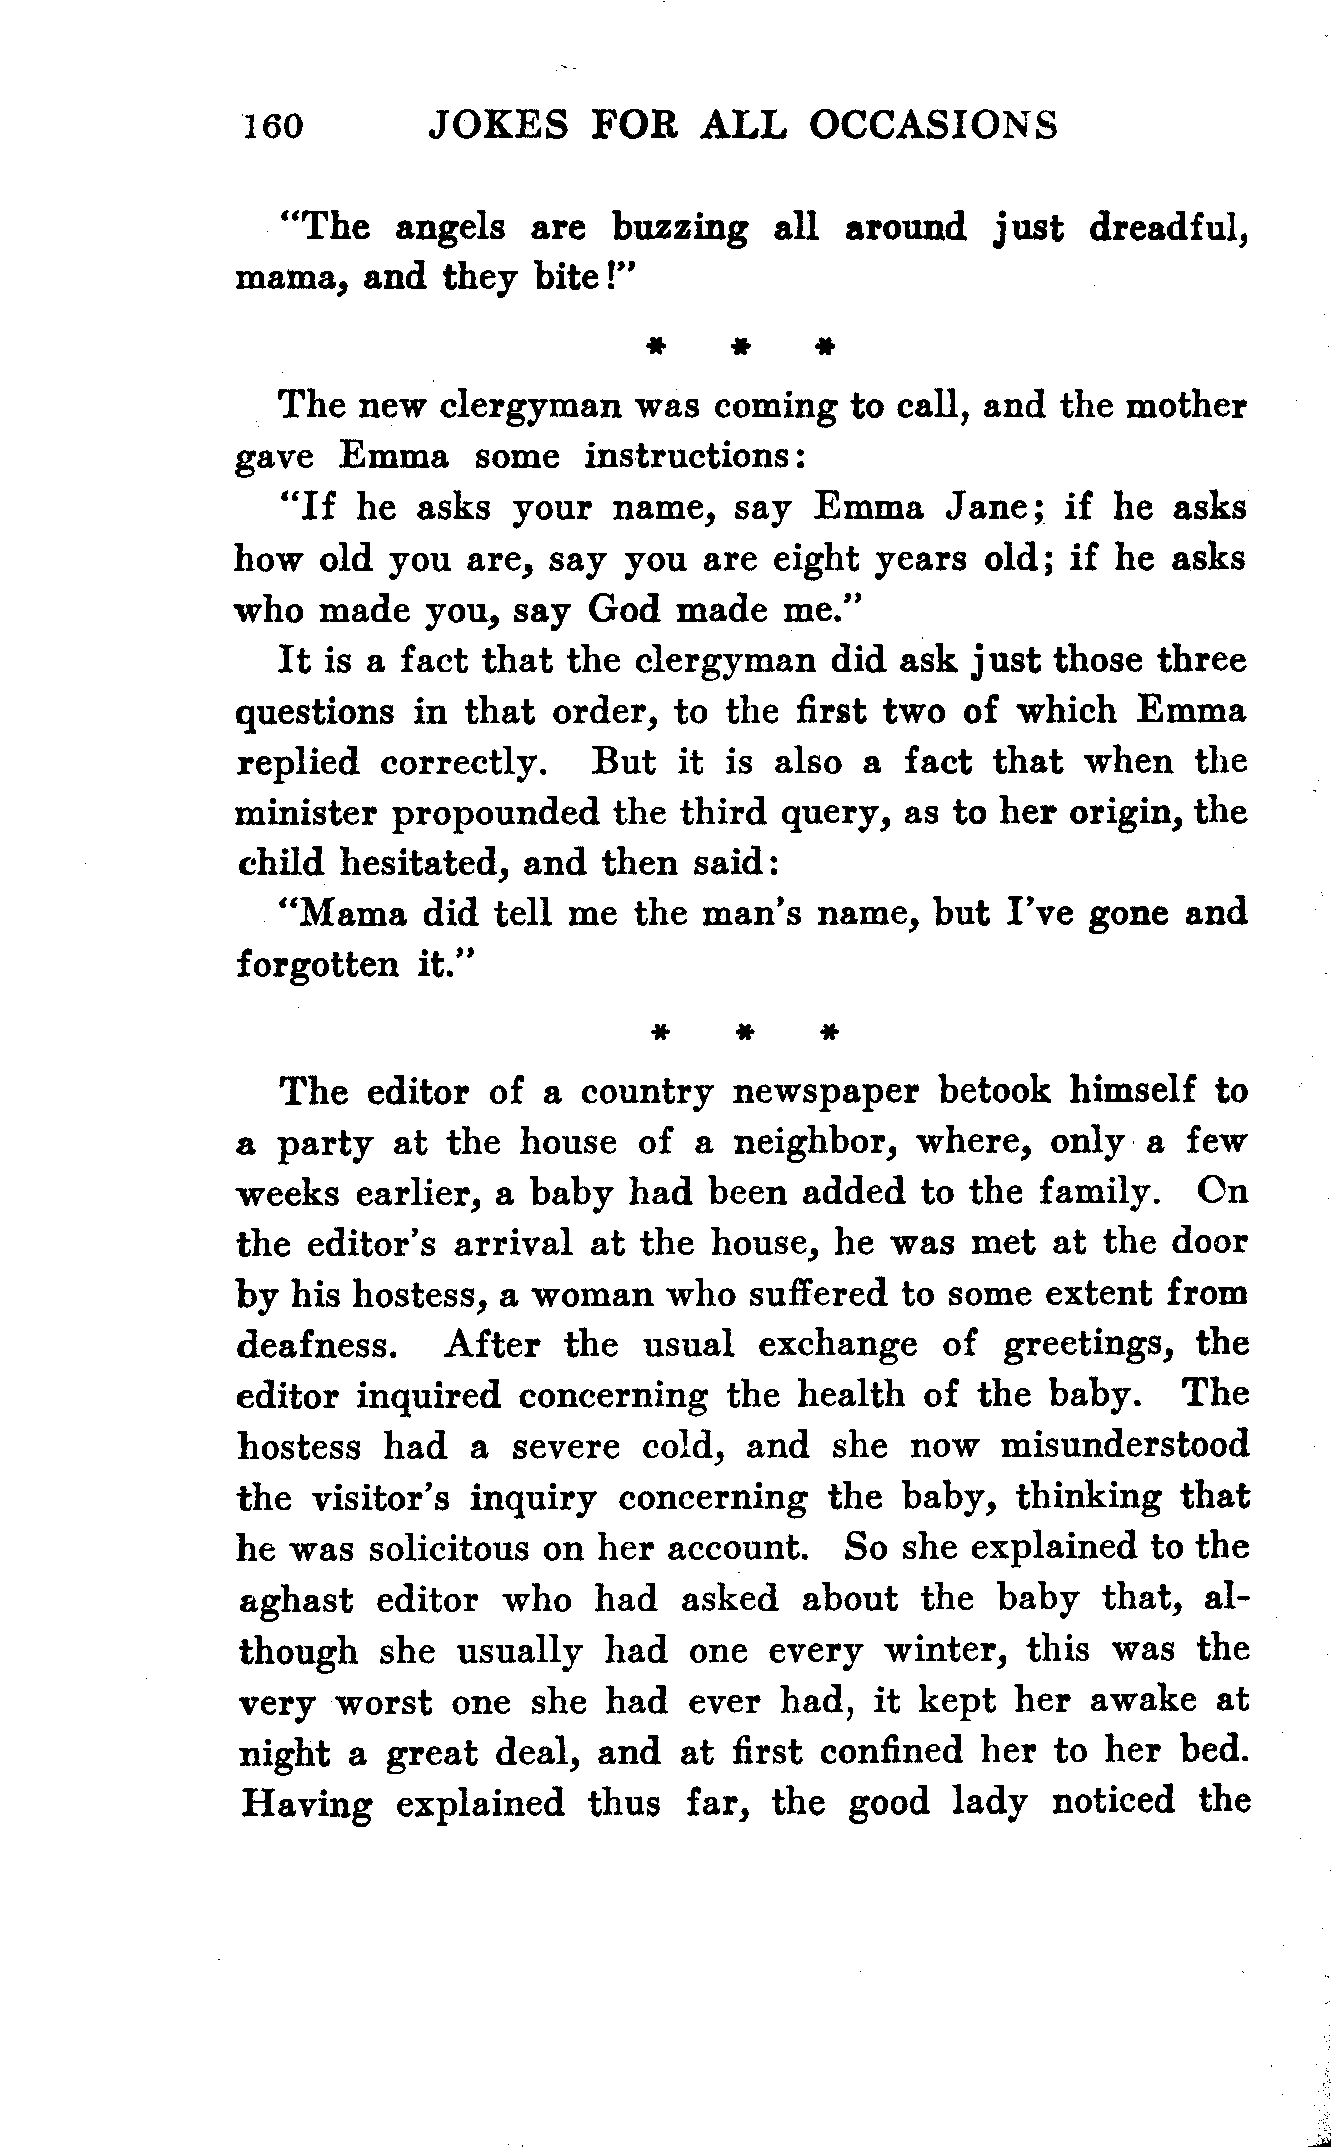 160 JOKES FOR ALL OCCASIONS
“The angels are buzzing all around just dreadful,
mama, and they bite!”
* * *
The new clergyman was coming to call, and the mother
gave Emma some instructions:
“If he asks your name, say Emma Jane; if he asks
how old you are, say you are eight years old; if he asks
who made you, say God made me.”
It is a fact that the clergyman did ask just those three
questions in that order, to the first two of which Emma
replied correctly. But it is also a fact that when the
minister propounded the third query, as to her origin, the
child hesitated, and then said:
“Mama did tell me the man's name, but I've gone and
forgotten it.”
* * *
The editor of a country newspaper betook himself to
a party at the house of a neighbor, where, only a few
weeks earlier, a baby had been added to the family. On
the editor's arrival at the house, he was met at the door
by his hostess, a woman who suffered to some extent from
deafness. After the usual exchange of greetings, the
editor inquired concerning the health of the baby. The
hostess had a severe cold, and she now misunderstood
the visitor's inquiry concerning the baby, thinking that
he was solicitous on her account. So she explained to the
aghast editor who had asked about the baby that, al-
though she usually had one every winter, this was the
very worst one she had ever had, it kept her awake at
night a great deal, and at first confined her to her bed.
Having explained thus far, the good lady noticed the